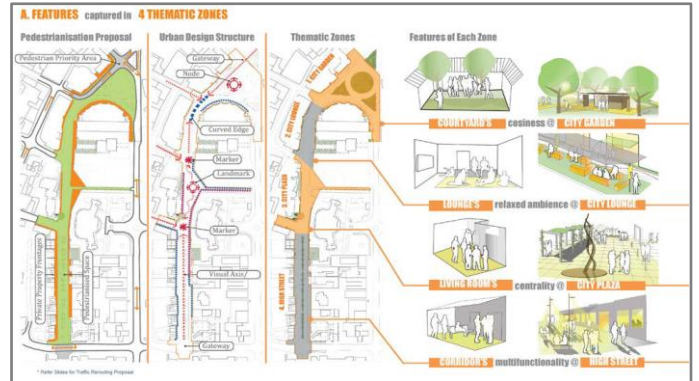 A. FEATURES captured in 4 THEMATIC ZONES
Pedestrianisation Proposal
Pedestrian Priority Area
Private Property Frontages
Pedestrianised Space
Urban Design Structure
Gateway
Node
Curved Edge
Marker
Landmark
Marker
Visual Axis/
Gateway
Thematic Zones
1. CITY GARDEN
2. CITY LOUNGE
3. CITY PLAZA
4. HIGH STREET
Features of Each Zone
COURTYARD'S cosiness @ CITY GARDEN
LOUNGE'S relaxed ambience @ CITY LOUNGE
LIVING ROOM'S centrality @ CITY PLAZA
CORRIDOR'S multifunctionality @ HIGH STREET
* Refer Slides for Traffic Rerouting Proposal